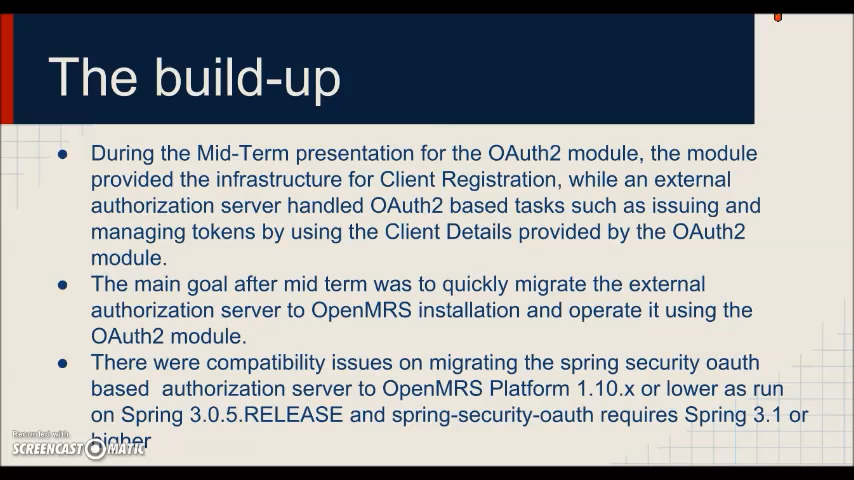 The build-up
● During the Mid-Term presentation for the OAuth2 module, the module
provided the infrastructure for Client Registration, while an external
authorization server handled OAuth2 based tasks such as issuing and
managing tokens by using the Client Details provided by the OAuth2
module.
● The main goal after mid term was to quickly migrate the external
authorization server to OpenMRS installation and operate it using the
OAuth2 module.
● There were compatibility issues on migrating the spring security oauth
based authorization server to OpenMRS Platform 1.10.x or lower as run
on Spring 3.0.5.RELEASE and spring-security-oauth requires Spring 3.1 or
higher
Recorded with
SCREENCAST MATIC